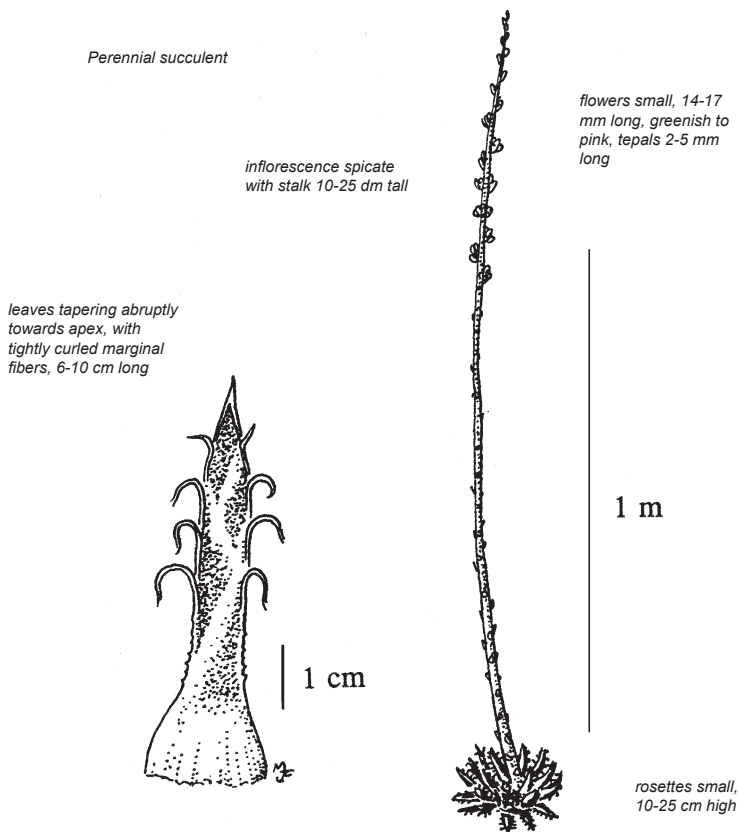 Perennial succulent
flowers small, 14-17
mm long, greenish to
pink, tepals 2-5 mm
long
inflorescence spicate
with stalk 10-25 dm tall
leaves tapering abruptly
towards apex, with
tightly curled marginal
fibers, 6-10 cm long
1 m
1 cm
rosettes small,
10-25 cm high